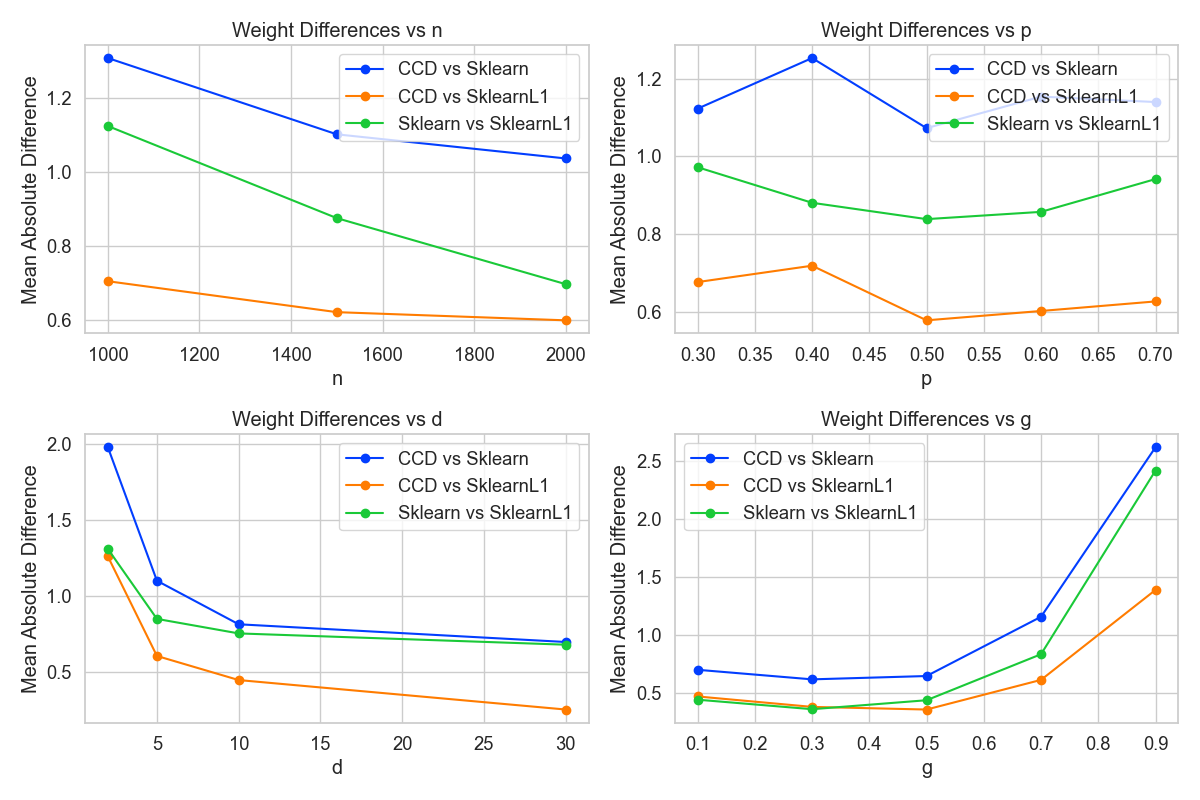 Weight Differences vs n
Mean Absolute Difference
1.2
1.0
0.8
0.6
CCD vs Sklearn
CCD vs SklearnL1
Sklearn vs SklearnL1
1000 1200 1400 1600 1800 2000
n
Weight Differences vs p
Mean Absolute Difference
1.2
1.0
0.8
0.6
CCD vs Sklearn
CCD vs SklearnL1
Sklearn vs SklearnL1
0.30 0.35 0.40 0.45 0.50 0.55 0.60 0.65 0.70
p
Weight Differences vs d
Mean Absolute Difference
2.0
1.5
1.0
0.5
CCD vs Sklearn
CCD vs SklearnL1
Sklearn vs SklearnL1
5 10 15 20 25 30
d
Weight Differences vs g
Mean Absolute Difference
2.5
2.0
1.5
1.0
0.5
CCD vs Sklearn
CCD vs SklearnL1
Sklearn vs SklearnL1
0.1 0.2 0.3 0.4 0.5 0.6 0.7 0.8 0.9
g